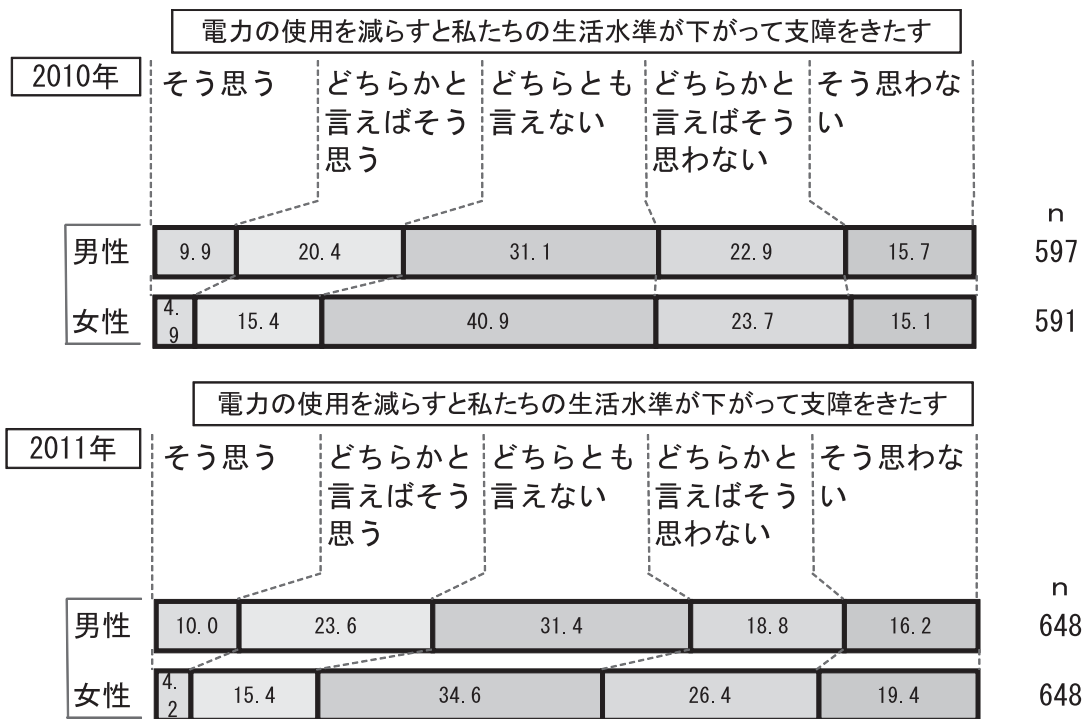 電力の使用を減らすと私たちの生活水準が下がって支障をきたす
2010年
そう思う
どちらかと
言えばそう
思う
どちらとも
言えない
どちらかと
言えばそう
思わない
そう思わな
い
n
男性 9.9 20.4 31.1 22.9 15.7 597
女性 4.9 15.4 40.9 23.7 15.1 591
電力の使用を減らすと私たちの生活水準が下がって支障をきたす
2011年
そう思う
どちらかと
言えばそう
思う
どちらとも
言えない
どちらかと
言えばそう
思わない
そう思わな
い
n
男性 10.0 23.6 31.4 18.8 16.2 648
女性 4.2 15.4 34.6 26.4 19.4 648